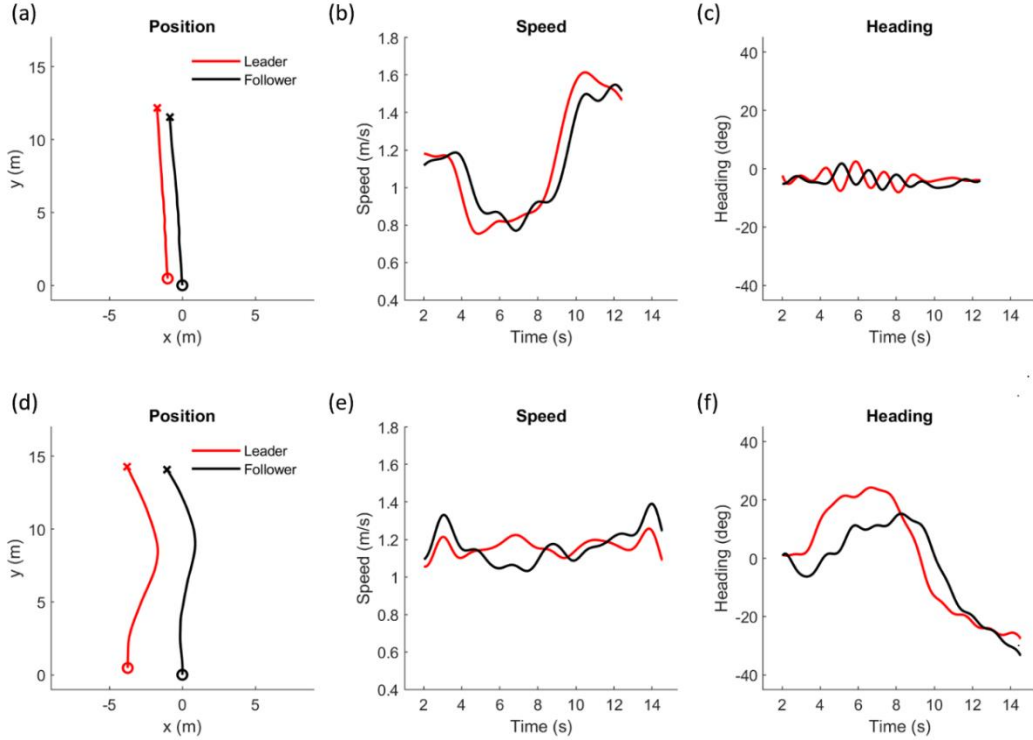 (a)
Position
15
10
5
0
y (m)
-5 0 5
x (m)
Leader
Follower
(b)
Speed
1.8
1.6
1.4
1.2
1
0.8
0.6
0.4
Speed (m/s)
2 4 6 8 10 12 14
Time (s)
(c)
Heading
40
20
0
-20
-40
Heading (deg)
2 4 6 8 10 12 14
Time (s)
(d)
Position
15
10
5
0
y (m)
-5 0 5
x (m)
Leader
Follower
(e)
Speed
1.8
1.6
1.4
1.2
1
0.8
0.6
0.4
Speed (m/s)
2 4 6 8 10 12 14
Time (s)
(f)
Heading
40
20
0
-20
-40
Heading (deg)
2 4 6 8 10 12 14
Time (s)